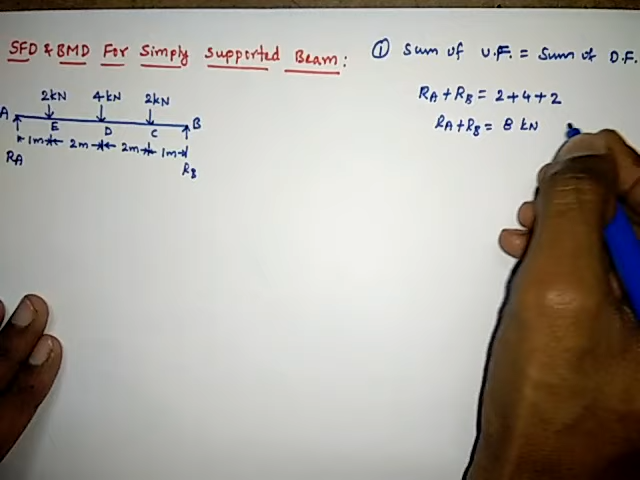 SFD & BMD For Simply Supported Beam:
2kN 4kN 2kN
A B
E D C
1m 2m 2m 1m
RA RB
① Sum of U.F. = Sum of D.F.
RA + RB = 2+4+2
RA + RB = 8 kN